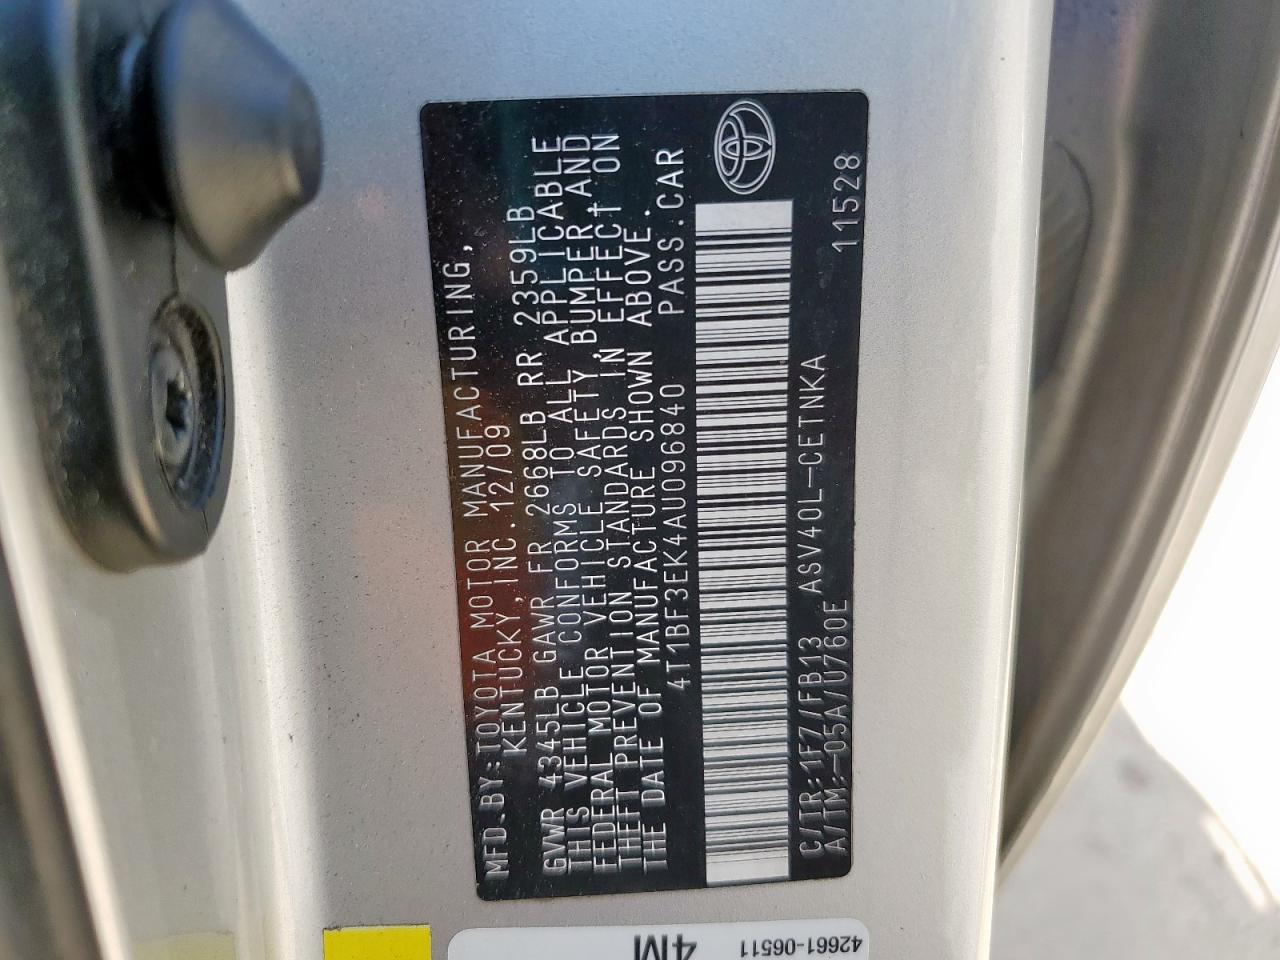 MFD.BY:TOYOTA MOTOR MANUFACTURING,
KENTUCKY,INC.12/09
GVWR 4345LB GAWR FR 2668LB RR 2359LB
THIS VEHICLE CONFORMS TO ALL APPLICABLE
FEDERAL MOTOR VEHICLE SAFETY, BUMPER,AND
THEFT PREVENTION STANDARDS IN EFFECT ON
THE DATE OF MANUFACTURE SHOWN ABOVE.
4T1BF3EK4AU096840 PASS.CAR
C/TR:1F7/FB13 ASV40L-CETNKA
A/TM:-05A/U760E 11528
4M
42661-06511